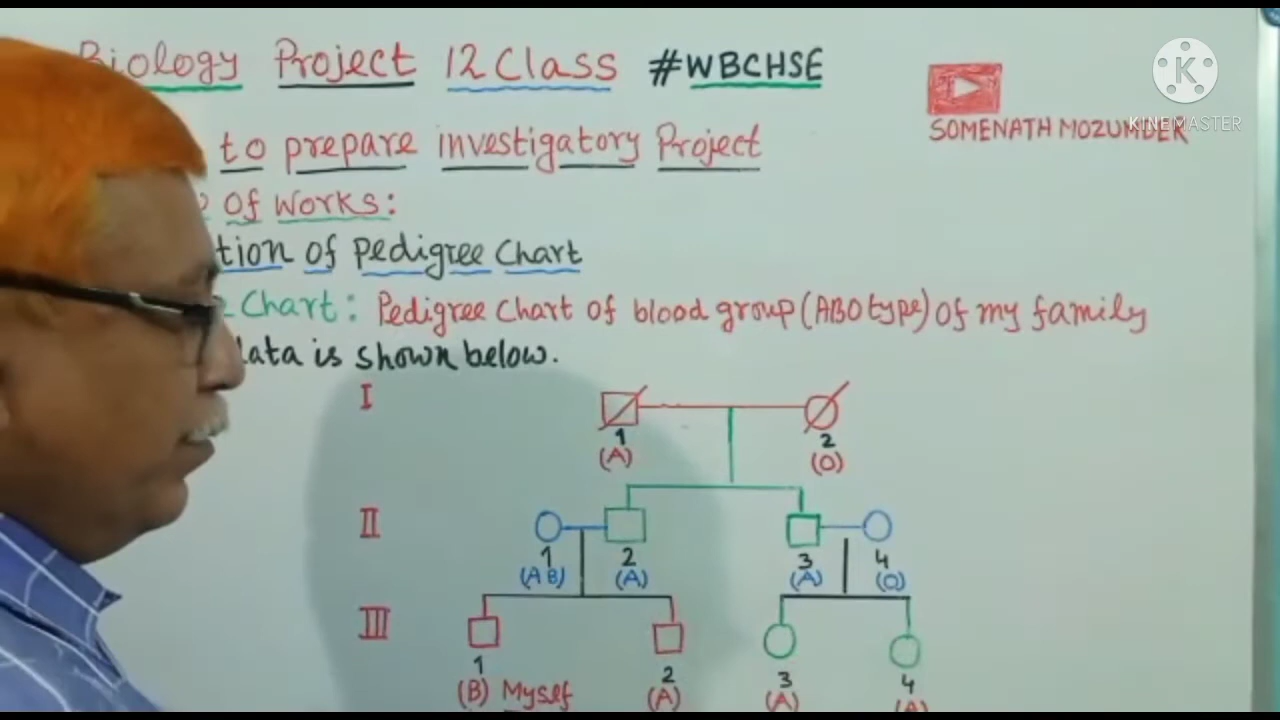 Biology Project 12 Class #WBCHSE
KINEMASTER
SOMENATH MOZUMDER
to prepare investigatory Project
Of Works:
tion of Pedigree Chart
Chart: Pedigree Chart of blood group (ABO type) of my family
data is shown below.
I
1 2
(A) (O)
II
1 2 3 4
(AB) (A) (A) (O)
III
1 2 3 4
(B) Myself (A) (A) (A)